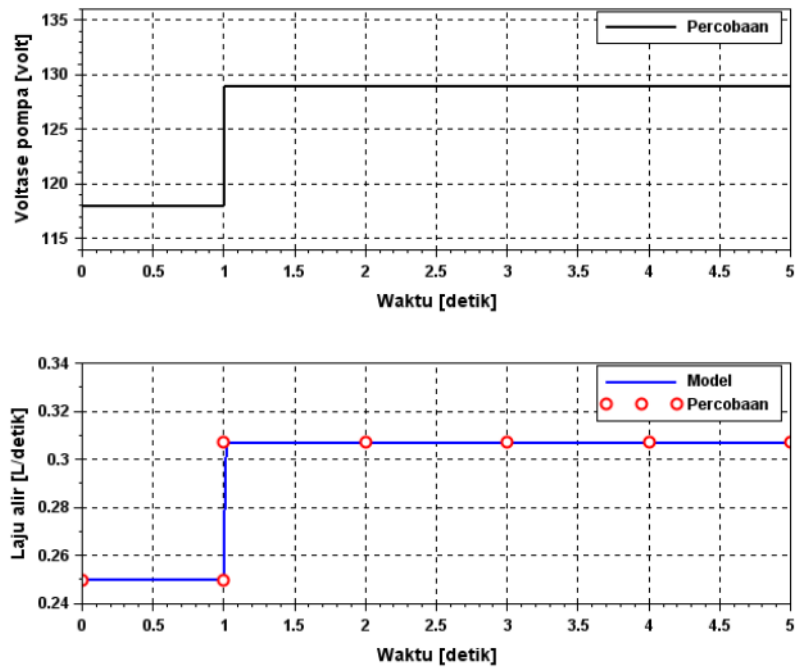 Voltase pompa [volt]
135
130
125
120
115
Percobaan
0 0.5 1 1.5 2 2.5 3 3.5 4 4.5 5
Waktu [detik]
Laju alir [L/detik]
0.34
0.32
0.3
0.28
0.26
0.24
Model
Percobaan
0 0.5 1 1.5 2 2.5 3 3.5 4 4.5 5
Waktu [detik]